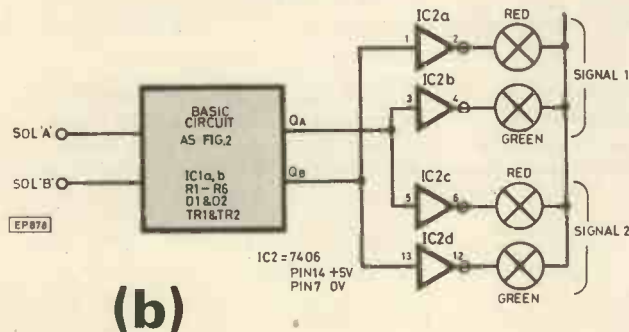 IC2a
RED
1
2
SIGNAL 1
IC2b
3
4
GREEN
BASIC
CIRCUIT
AS FIG.2
IC1a,b
R1 – R6
D1 & D2
TR1 & TR2
SOL 'A'
SOL 'B'
QA
QB
EP878
IC2c
RED
5
6
SIGNAL 2
IC2d
13
12
GREEN
IC2 = 7406
PIN14 +5V
PIN7 0V
(b)